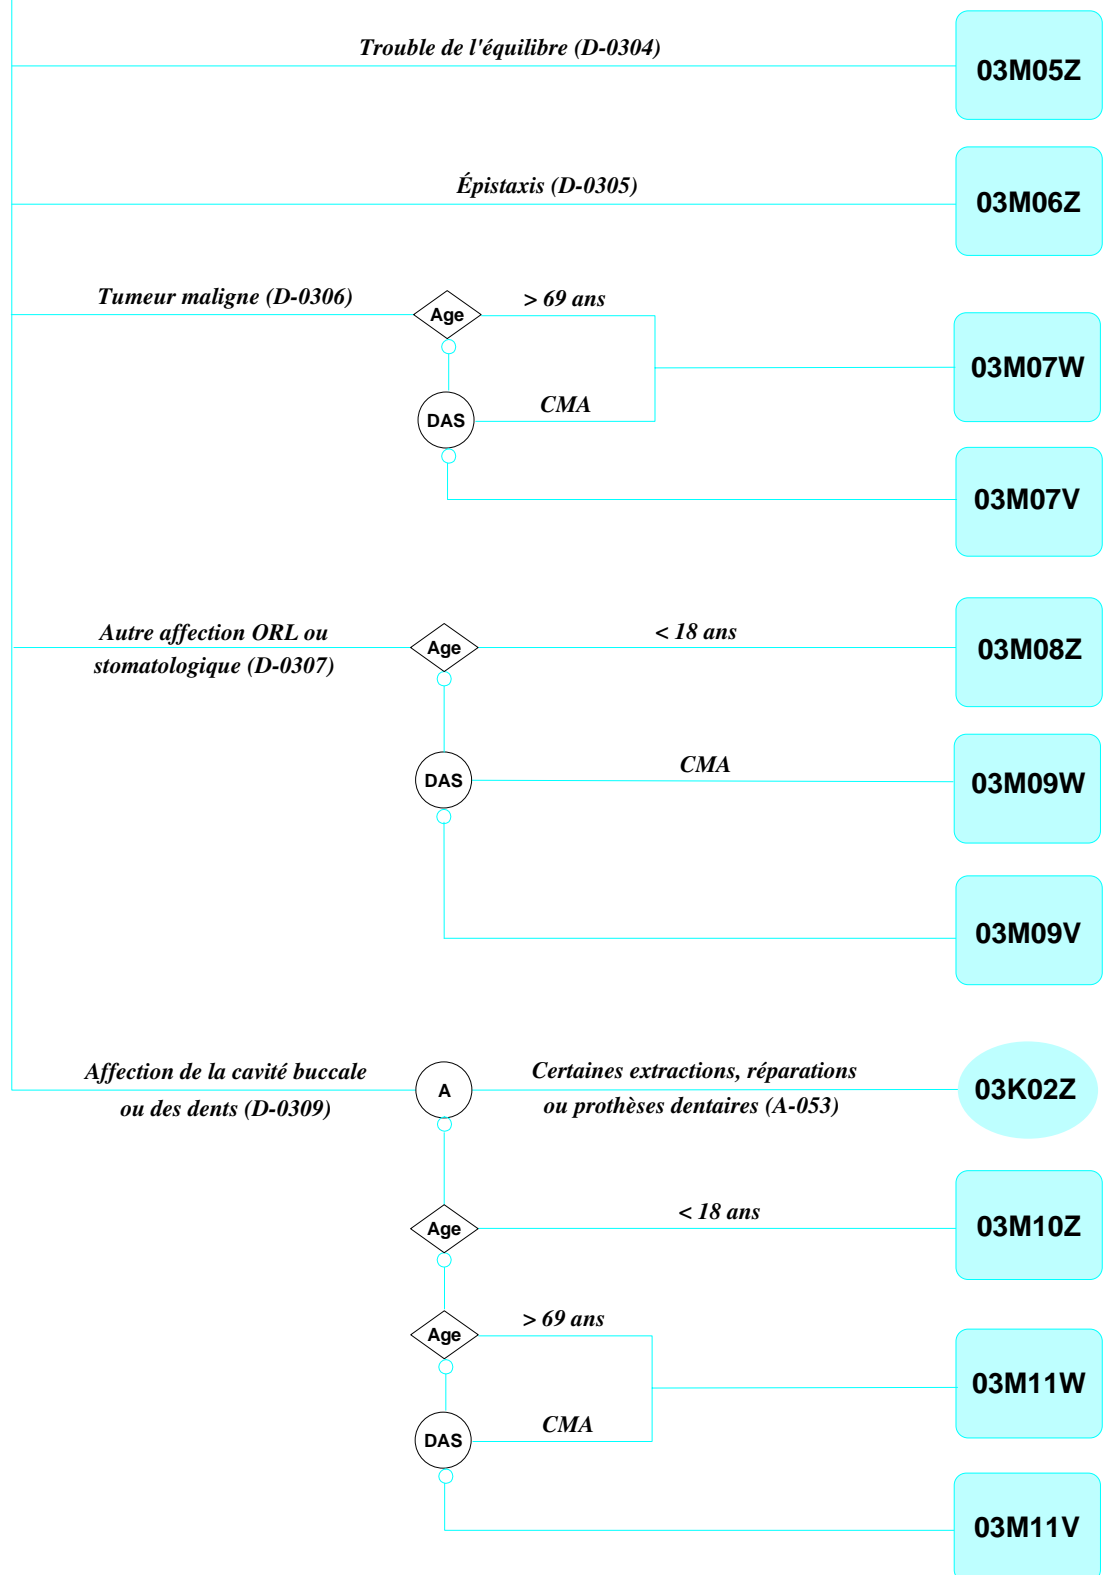 Trouble de l'équilibre (D-0304)
03M05Z
Épistaxis (D-0305)
03M06Z
Tumeur maligne (D-0306)
Age
> 69 ans
03M07W
DAS
CMA
03M07V
Autre affection ORL ou
stomatologique (D-0307)
Age
< 18 ans
03M08Z
DAS
CMA
03M09W
03M09V
Affection de la cavité buccale
ou des dents (D-0309)
A
Certaines extractions, réparations
ou prothèses dentaires (A-053)
03K02Z
Age
< 18 ans
03M10Z
Age
> 69 ans
03M11W
DAS
CMA
03M11V